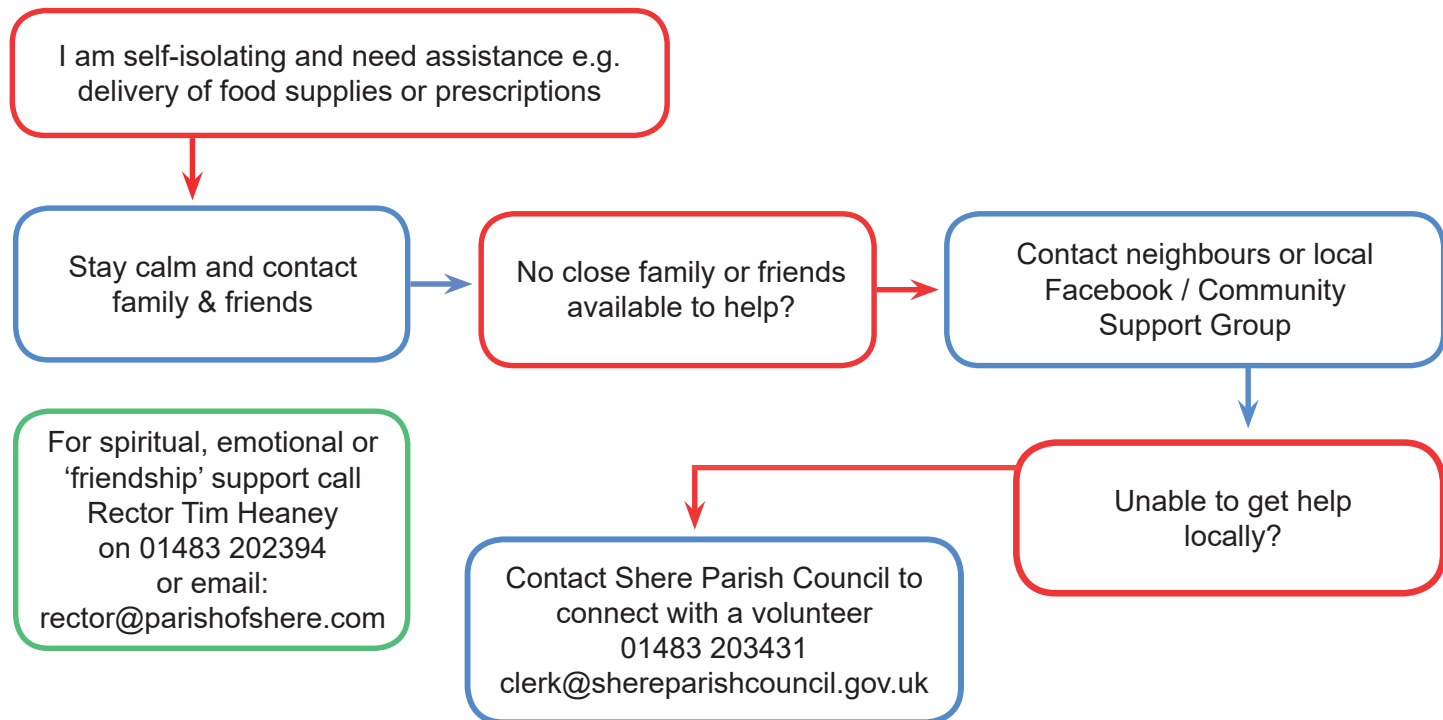 I am self-isolating and need assistance e.g.
delivery of food supplies or prescriptions
Stay calm and contact
family & friends
No close family or friends
available to help?
Contact neighbours or local
Facebook / Community
Support Group
For spiritual, emotional or
‘friendship’ support call
Rector Tim Heaney
on 01483 202394
or email:
rector@parishofshere.com
Unable to get help
locally?
Contact Shere Parish Council to
connect with a volunteer
01483 203431
clerk@shereparishcouncil.gov.uk